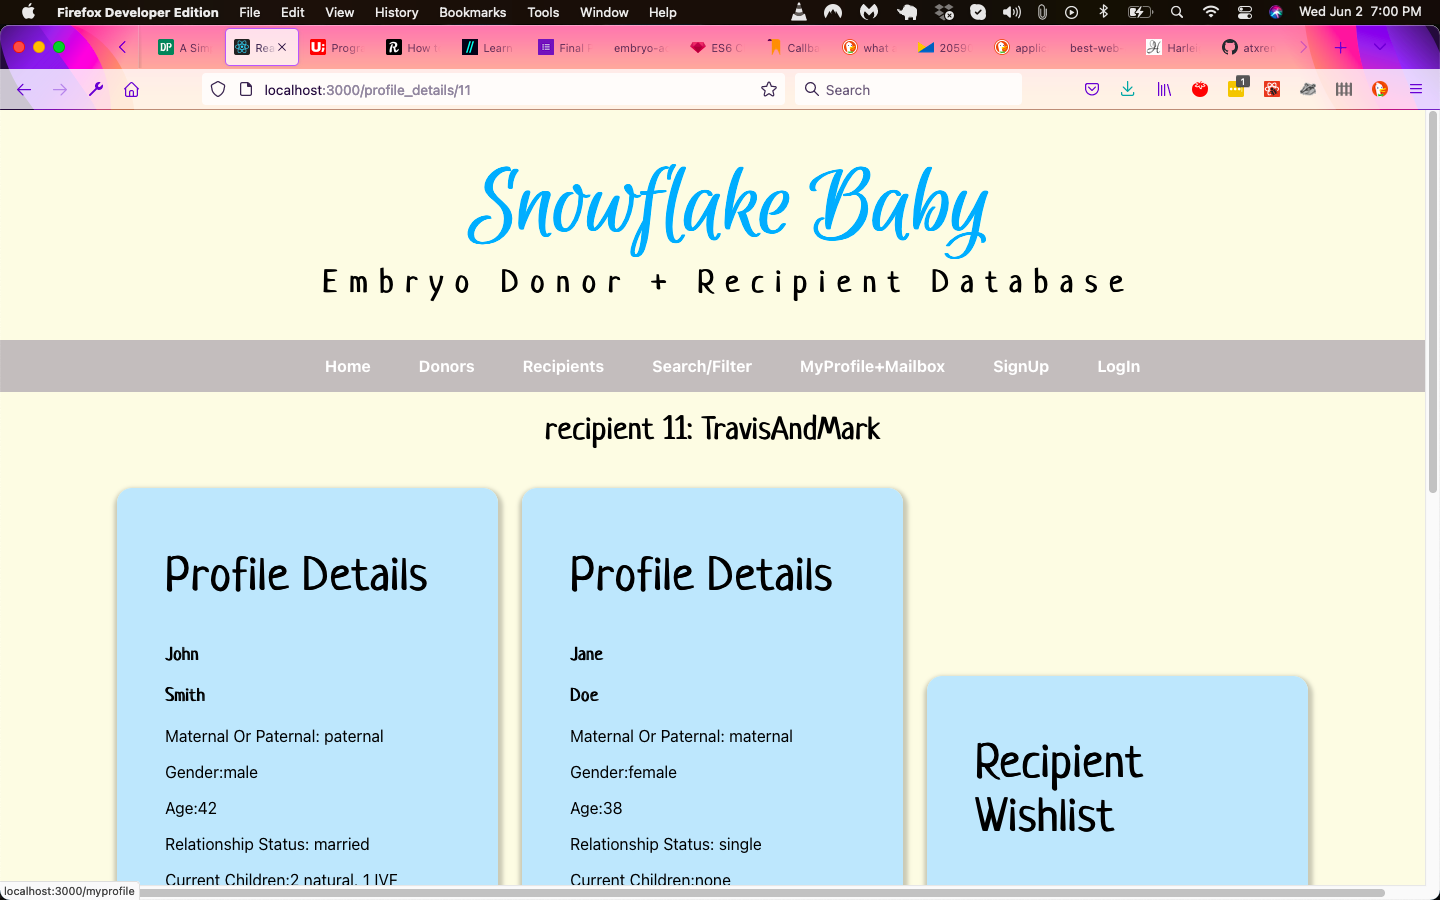 Firefox Developer Edition File Edit View History Bookmarks Tools Window Help Wed Jun 2 7:00 PM
A Sim Rea Progr How t Learn Final embryo-a ES6 C Callba what 2059 applic best-web- Harle atxre
localhost:3000/profile_details/11 Search 1
Snowflake Baby
Embryo Donor + Recipient Database
Home Donors Recipients Search/Filter MyProfile+Mailbox SignUp LogIn
recipient 11: TravisAndMark
Profile Details
John
Smith
Maternal Or Paternal: paternal
Gender:male
Age:42
Relationship Status: married
Current Children:2 natural, 1 IVF
Profile Details
Jane
Doe
Maternal Or Paternal: maternal
Gender:female
Age:38
Relationship Status: single
Current Children:none
Recipient
Wishlist
localhost:3000/myprofile